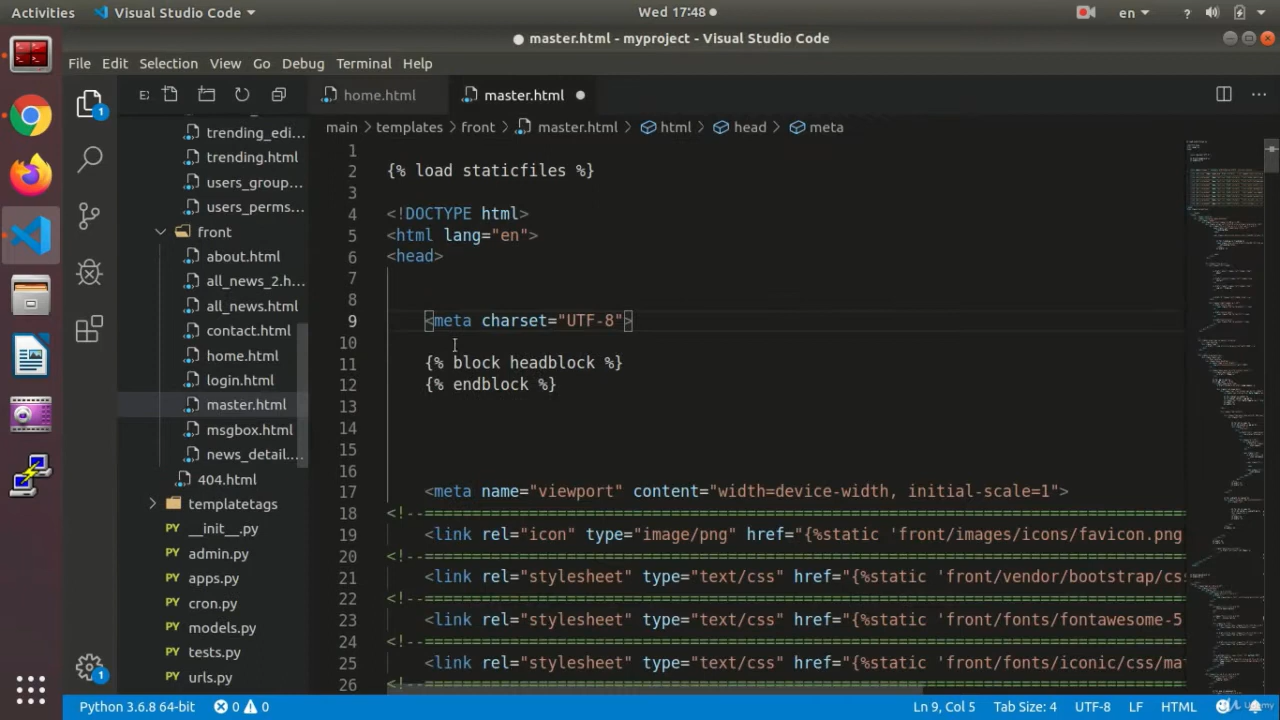 Activities Visual Studio Code Wed 17:48 en ?
master.html - myproject - Visual Studio Code
File Edit Selection View Go Debug Terminal Help
1 E home.html master.html
main > templates > front > master.html > html > head > meta
trending_edi...
trending.html
users_group...
users_perms...
front
about.html
all_news_2.h...
all_news.html
contact.html
home.html
login.html
master.html
msgbox.html
news_detail....
404.html
templatetags
__init__.py
admin.py
apps.py
cron.py
models.py
tests.py
urls.py
1
2 {% load staticfiles %}
3
4 <!DOCTYPE html>
5 <html lang="en">
6 <head>
7
8
9 <meta charset="UTF-8">
10
11 {% block headblock %}
12 {% endblock %}
13
14
15
16
17 <meta name="viewport" content="width=device-width, initial-scale=1">
18 <!--===============================================================================
19 <link rel="icon" type="image/png" href="{%static 'front/images/icons/favicon.png
20 <!--===============================================================================
21 <link rel="stylesheet" type="text/css" href="{%static 'front/vendor/bootstrap/cs
22 <!--===============================================================================
23 <link rel="stylesheet" type="text/css" href="{%static 'front/fonts/fontawesome-5
24 <!--===============================================================================
25 <link rel="stylesheet" type="text/css" href="{%static 'front/fonts/iconic/css/ma
26 <!--===============================================================================
1
Python 3.6.8 64-bit 0 0 Ln 9, Col 5 Tab Size: 4 UTF-8 LF HTML Udemy